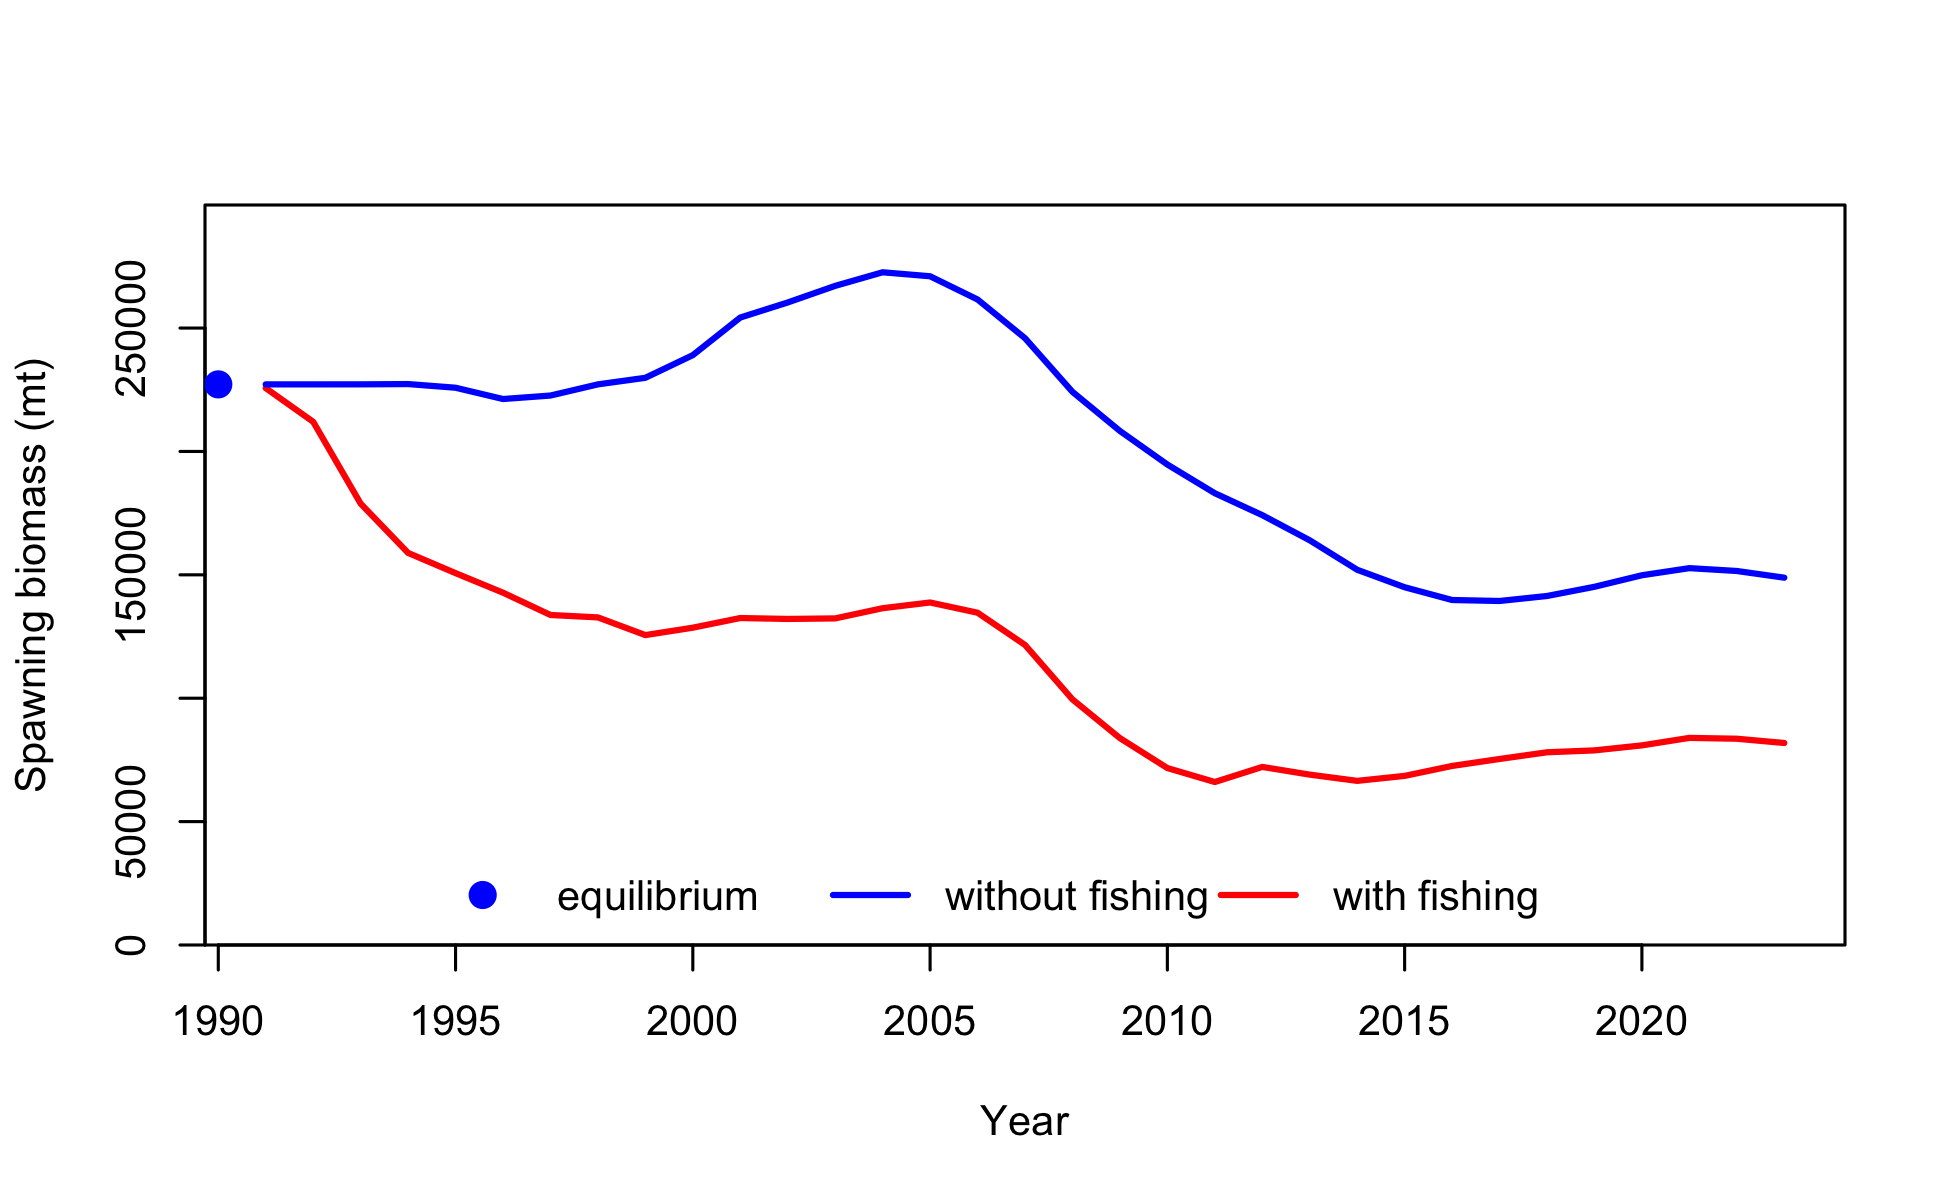 Spawning biomass (mt)
250000
150000
50000
0
equilibrium without fishing with fishing
1990 1995 2000 2005 2010 2015 2020
Year